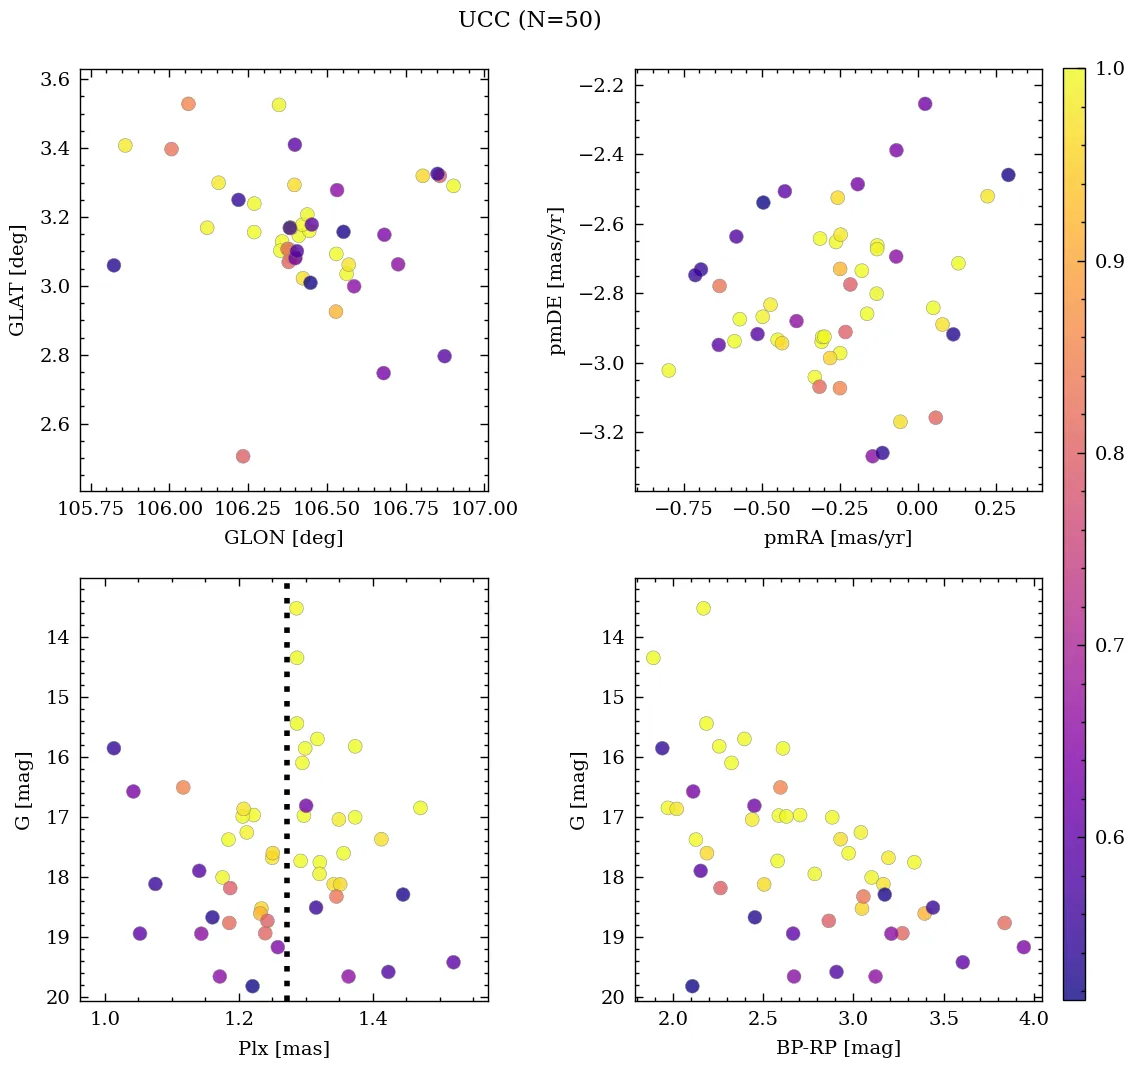 UCC (N=50)
3.6
3.4
3.2
3.0
2.8
2.6
GLAT [deg]
105.75 106.00 106.25 106.50 106.75 107.00
GLON [deg]
−2.2
−2.4
−2.6
−2.8
−3.0
−3.2
pmDE [mas/yr]
−0.75 −0.50 −0.25 0.00 0.25
pmRA [mas/yr]
14
15
16
17
18
19
20
G [mag]
1.0 1.2 1.4
Plx [mas]
14
15
16
17
18
19
20
G [mag]
2.0 2.5 3.0 3.5 4.0
BP-RP [mag]
1.0
0.9
0.8
0.7
0.6